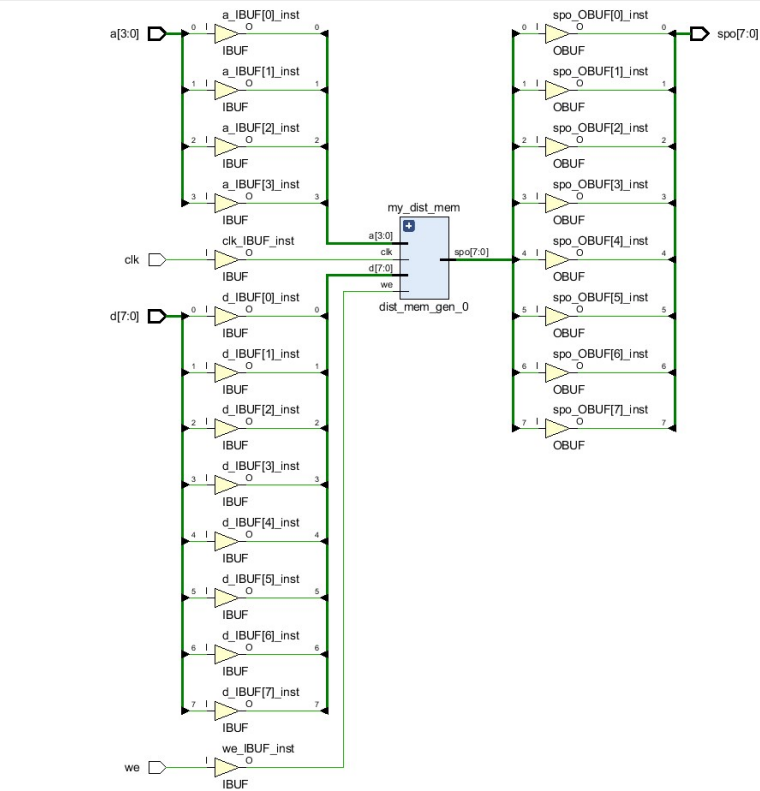 a_IBUF[0]_inst
a[3:0] 0 I O 0
IBUF
a_IBUF[1]_inst
1 I O 1
IBUF
a_IBUF[2]_inst
2 I O 2
IBUF
a_IBUF[3]_inst
3 I O 3
IBUF
clk_IBUF_inst
clk I O
IBUF
d_IBUF[0]_inst
d[7:0] 0 I O 0
IBUF
d_IBUF[1]_inst
1 I O 1
IBUF
d_IBUF[2]_inst
2 I O 2
IBUF
d_IBUF[3]_inst
3 I O 3
IBUF
d_IBUF[4]_inst
4 I O 4
IBUF
d_IBUF[5]_inst
5 I O 5
IBUF
d_IBUF[6]_inst
6 I O 6
IBUF
d_IBUF[7]_inst
7 I O 7
IBUF
we_IBUF_inst
we I O
IBUF
my_dist_mem
+
a[3:0]
clk spo[7:0]
d[7:0]
we
dist_mem_gen_0
spo_OBUF[0]_inst
0 I O 0 spo[7:0]
OBUF
spo_OBUF[1]_inst
1 I O 1
OBUF
spo_OBUF[2]_inst
2 I O 2
OBUF
spo_OBUF[3]_inst
3 I O 3
OBUF
spo_OBUF[4]_inst
4 I O 4
OBUF
spo_OBUF[5]_inst
5 I O 5
OBUF
spo_OBUF[6]_inst
6 I O 6
OBUF
spo_OBUF[7]_inst
7 I O 7
OBUF